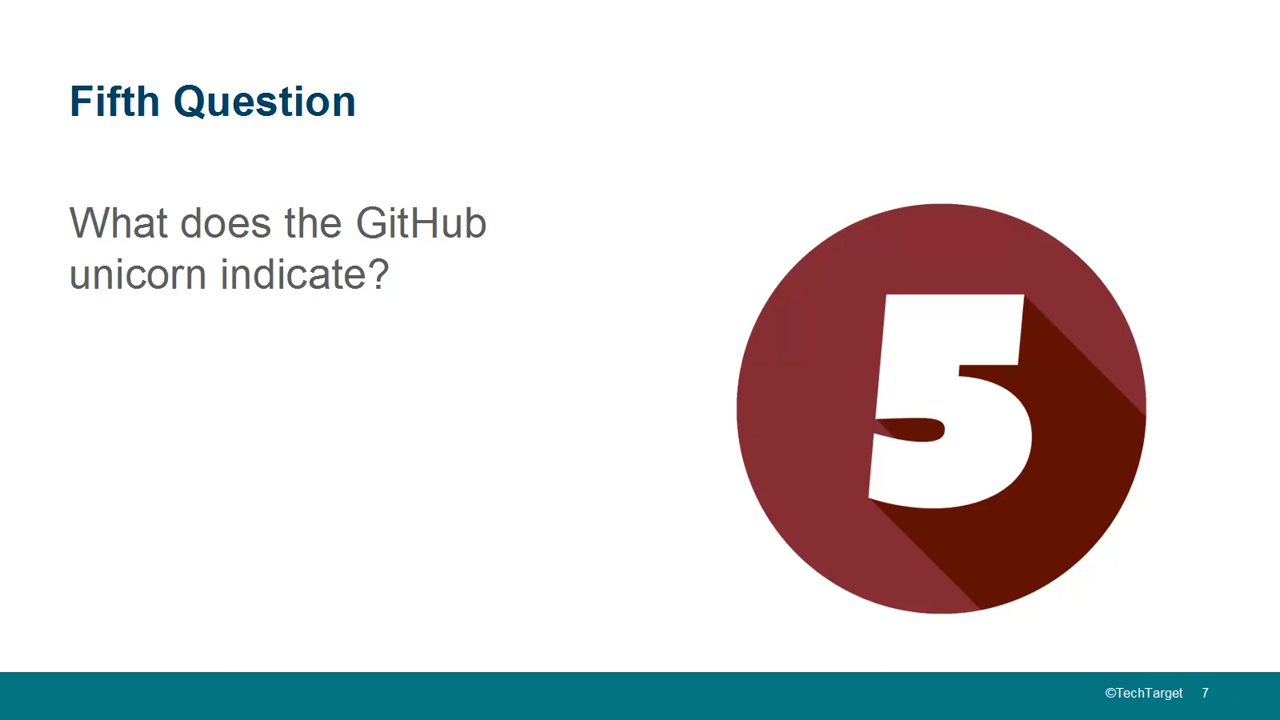 Fifth Question
What does the GitHub
unicorn indicate?
5
©TechTarget 7